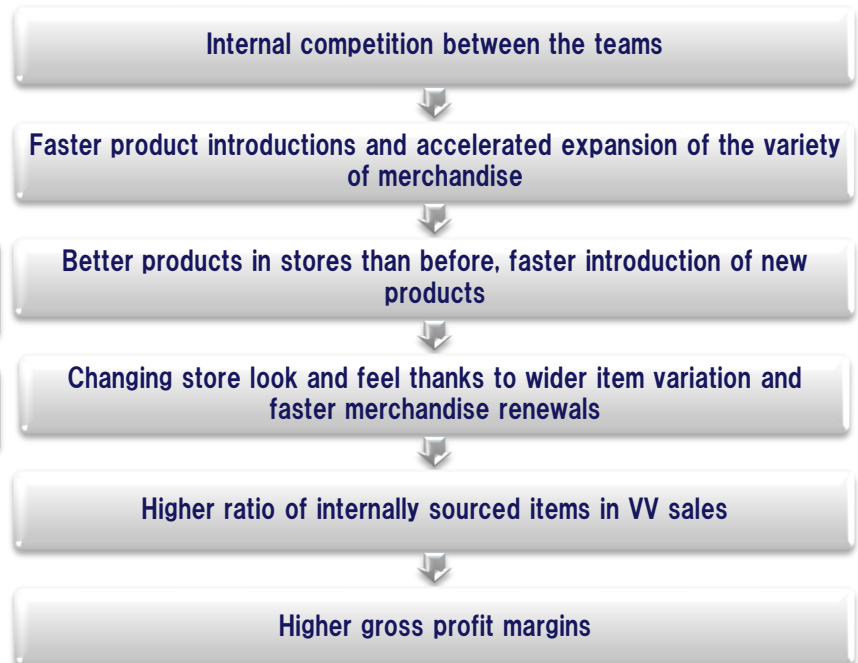 Internal competition between the teams
Faster product introductions and accelerated expansion of the variety
of merchandise
Better products in stores than before, faster introduction of new
products
Changing store look and feel thanks to wider item variation and
faster merchandise renewals
Higher ratio of internally sourced items in VV sales
Higher gross profit margins